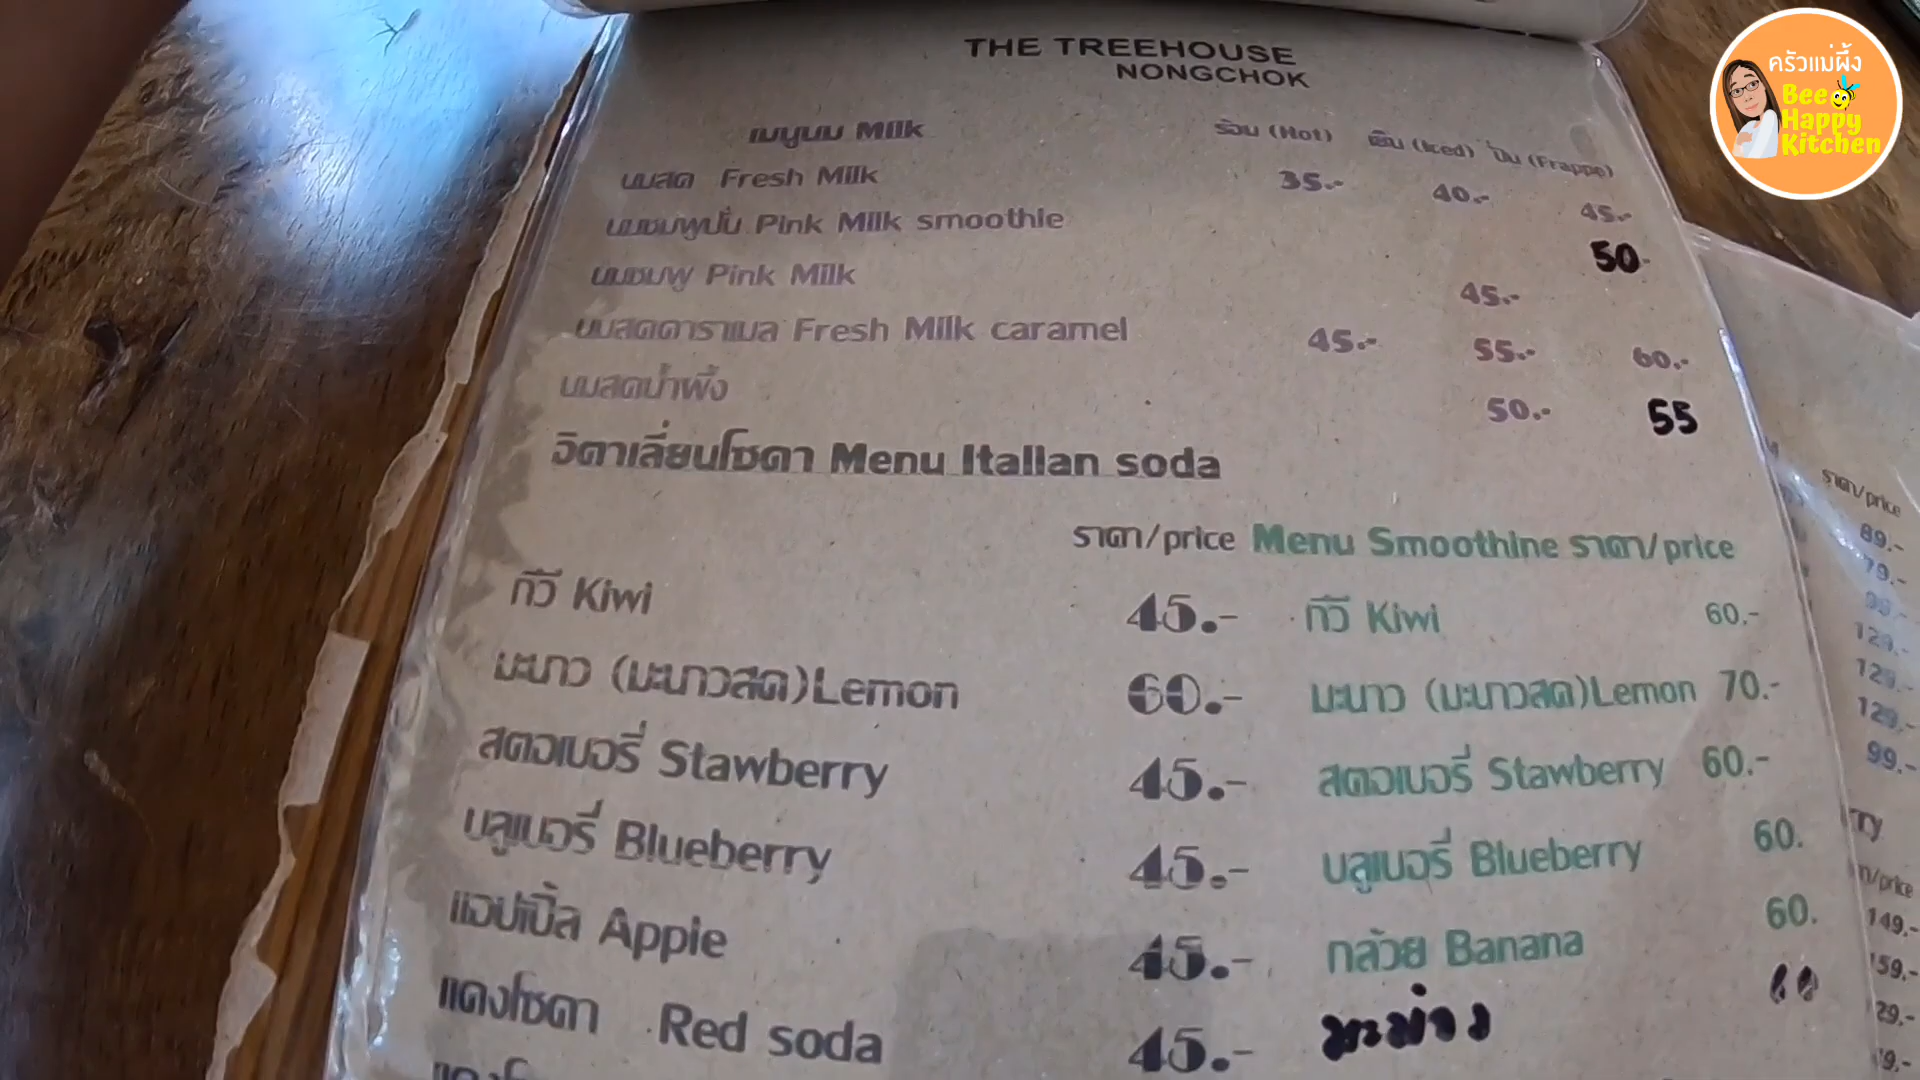 THE TREEHOUSE
NONGCHOK
ครัวแม่ผึ้ง
Bee
Happy
Kitchen
เมนูนม Milk ร้อน (Hot) เย็น (Iced) ปั่น (Frappe)
นมสด Fresh Milk 35.- 40.- 45.-
นมชมพูปั่น Pink Milk smoothie 50.-
นมชมพู Pink Milk 45.-
นมสดคาราเมล Fresh Milk caramel 45.- 55.- 60.-
นมสดน้ำผึ้ง 50.- 55
อิตาเลี่ยนโซดา Menu Italian soda
ราคา/price Menu Smoothine ราคา/price
กีวี Kiwi 45.- กีวี Kiwi 60.-
มะนาว (มะนาวสด)Lemon 60.- มะนาว (มะนาวสด)Lemon 70.-
สตอเบอรี่ Stawberry 45.- สตอเบอรี่ Stawberry 60.-
บลูเบอรี่ Blueberry 45.- บลูเบอรี่ Blueberry 60.
แอปเปิ้ล Apple 45.- กล้วย Banana 60.
แดงโซดา Red soda 45.- มะม่วง 60
ราคา/price
89.-
79.-
99.-
129.-
129.-
129.-
99.-
149.-